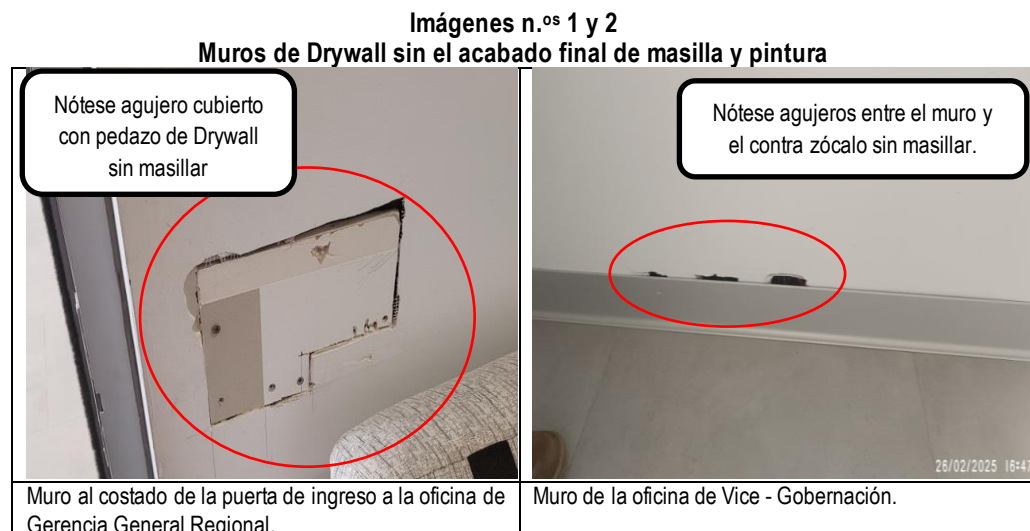 Imágenes n.ᵒˢ 1 y 2
Muros de Drywall sin el acabado final de masilla y pintura
Nótese agujero cubierto
con pedazo de Drywall
sin masillar
Nótese agujeros entre el muro y
el contra zócalo sin masillar.
26/02/2025 16:47
Muro al costado de la puerta de ingreso a la oficina de
Gerencia General Regional.
Muro de la oficina de Vice - Gobernación.